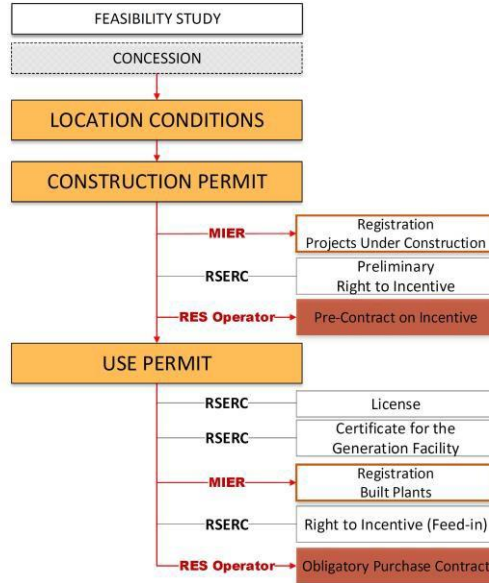 FEASIBILITY STUDY
CONCESSION
LOCATION CONDITIONS
CONSTRUCTION PERMIT
MIER
Registration
Projects Under Construction
RSERC
Preliminary
Right to Incentive
RES Operator
Pre-Contract on Incentive
USE PERMIT
RSERC
License
RSERC
Certificate for the
Generation Facility
MIER
Registration
Built Plants
RSERC
Right to Incentive (Feed-in)
RES Operator
Obligatory Purchase Contract